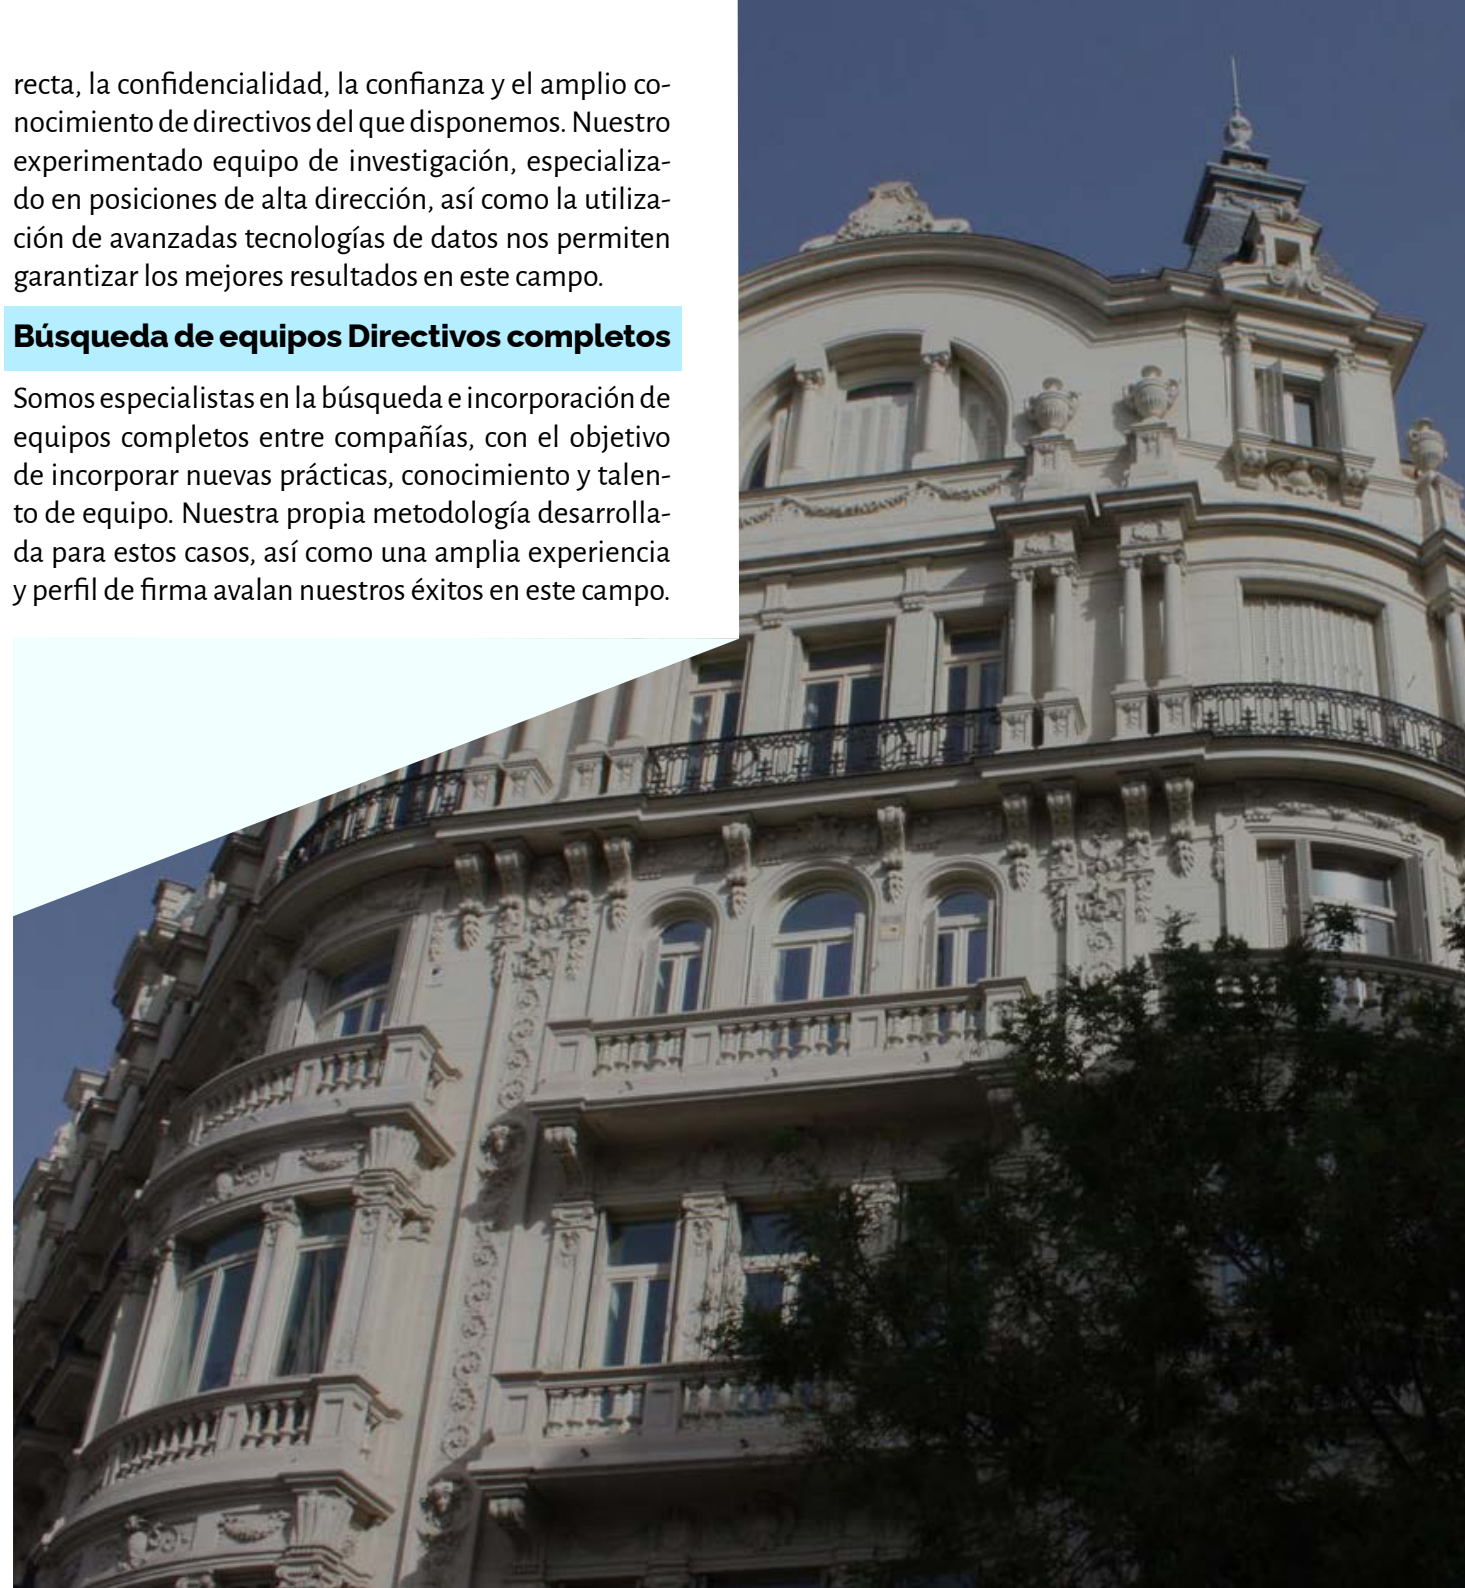 recta, la confidencialidad, la confianza y el amplio co-
nocimiento de directivos del que disponemos. Nuestro
experimentado equipo de investigación, especializa-
do en posiciones de alta dirección, así como la utiliza-
ción de avanzadas tecnologías de datos nos permiten
garantizar los mejores resultados en este campo.
Búsqueda de equipos Directivos completos
Somos especialistas en la búsqueda e incorporación de
equipos completos entre compañías, con el objetivo
de incorporar nuevas prácticas, conocimiento y talen-
to de equipo. Nuestra propia metodología desarrolla-
da para estos casos, así como una amplia experiencia
y perfil de firma avalan nuestros éxitos en este campo.